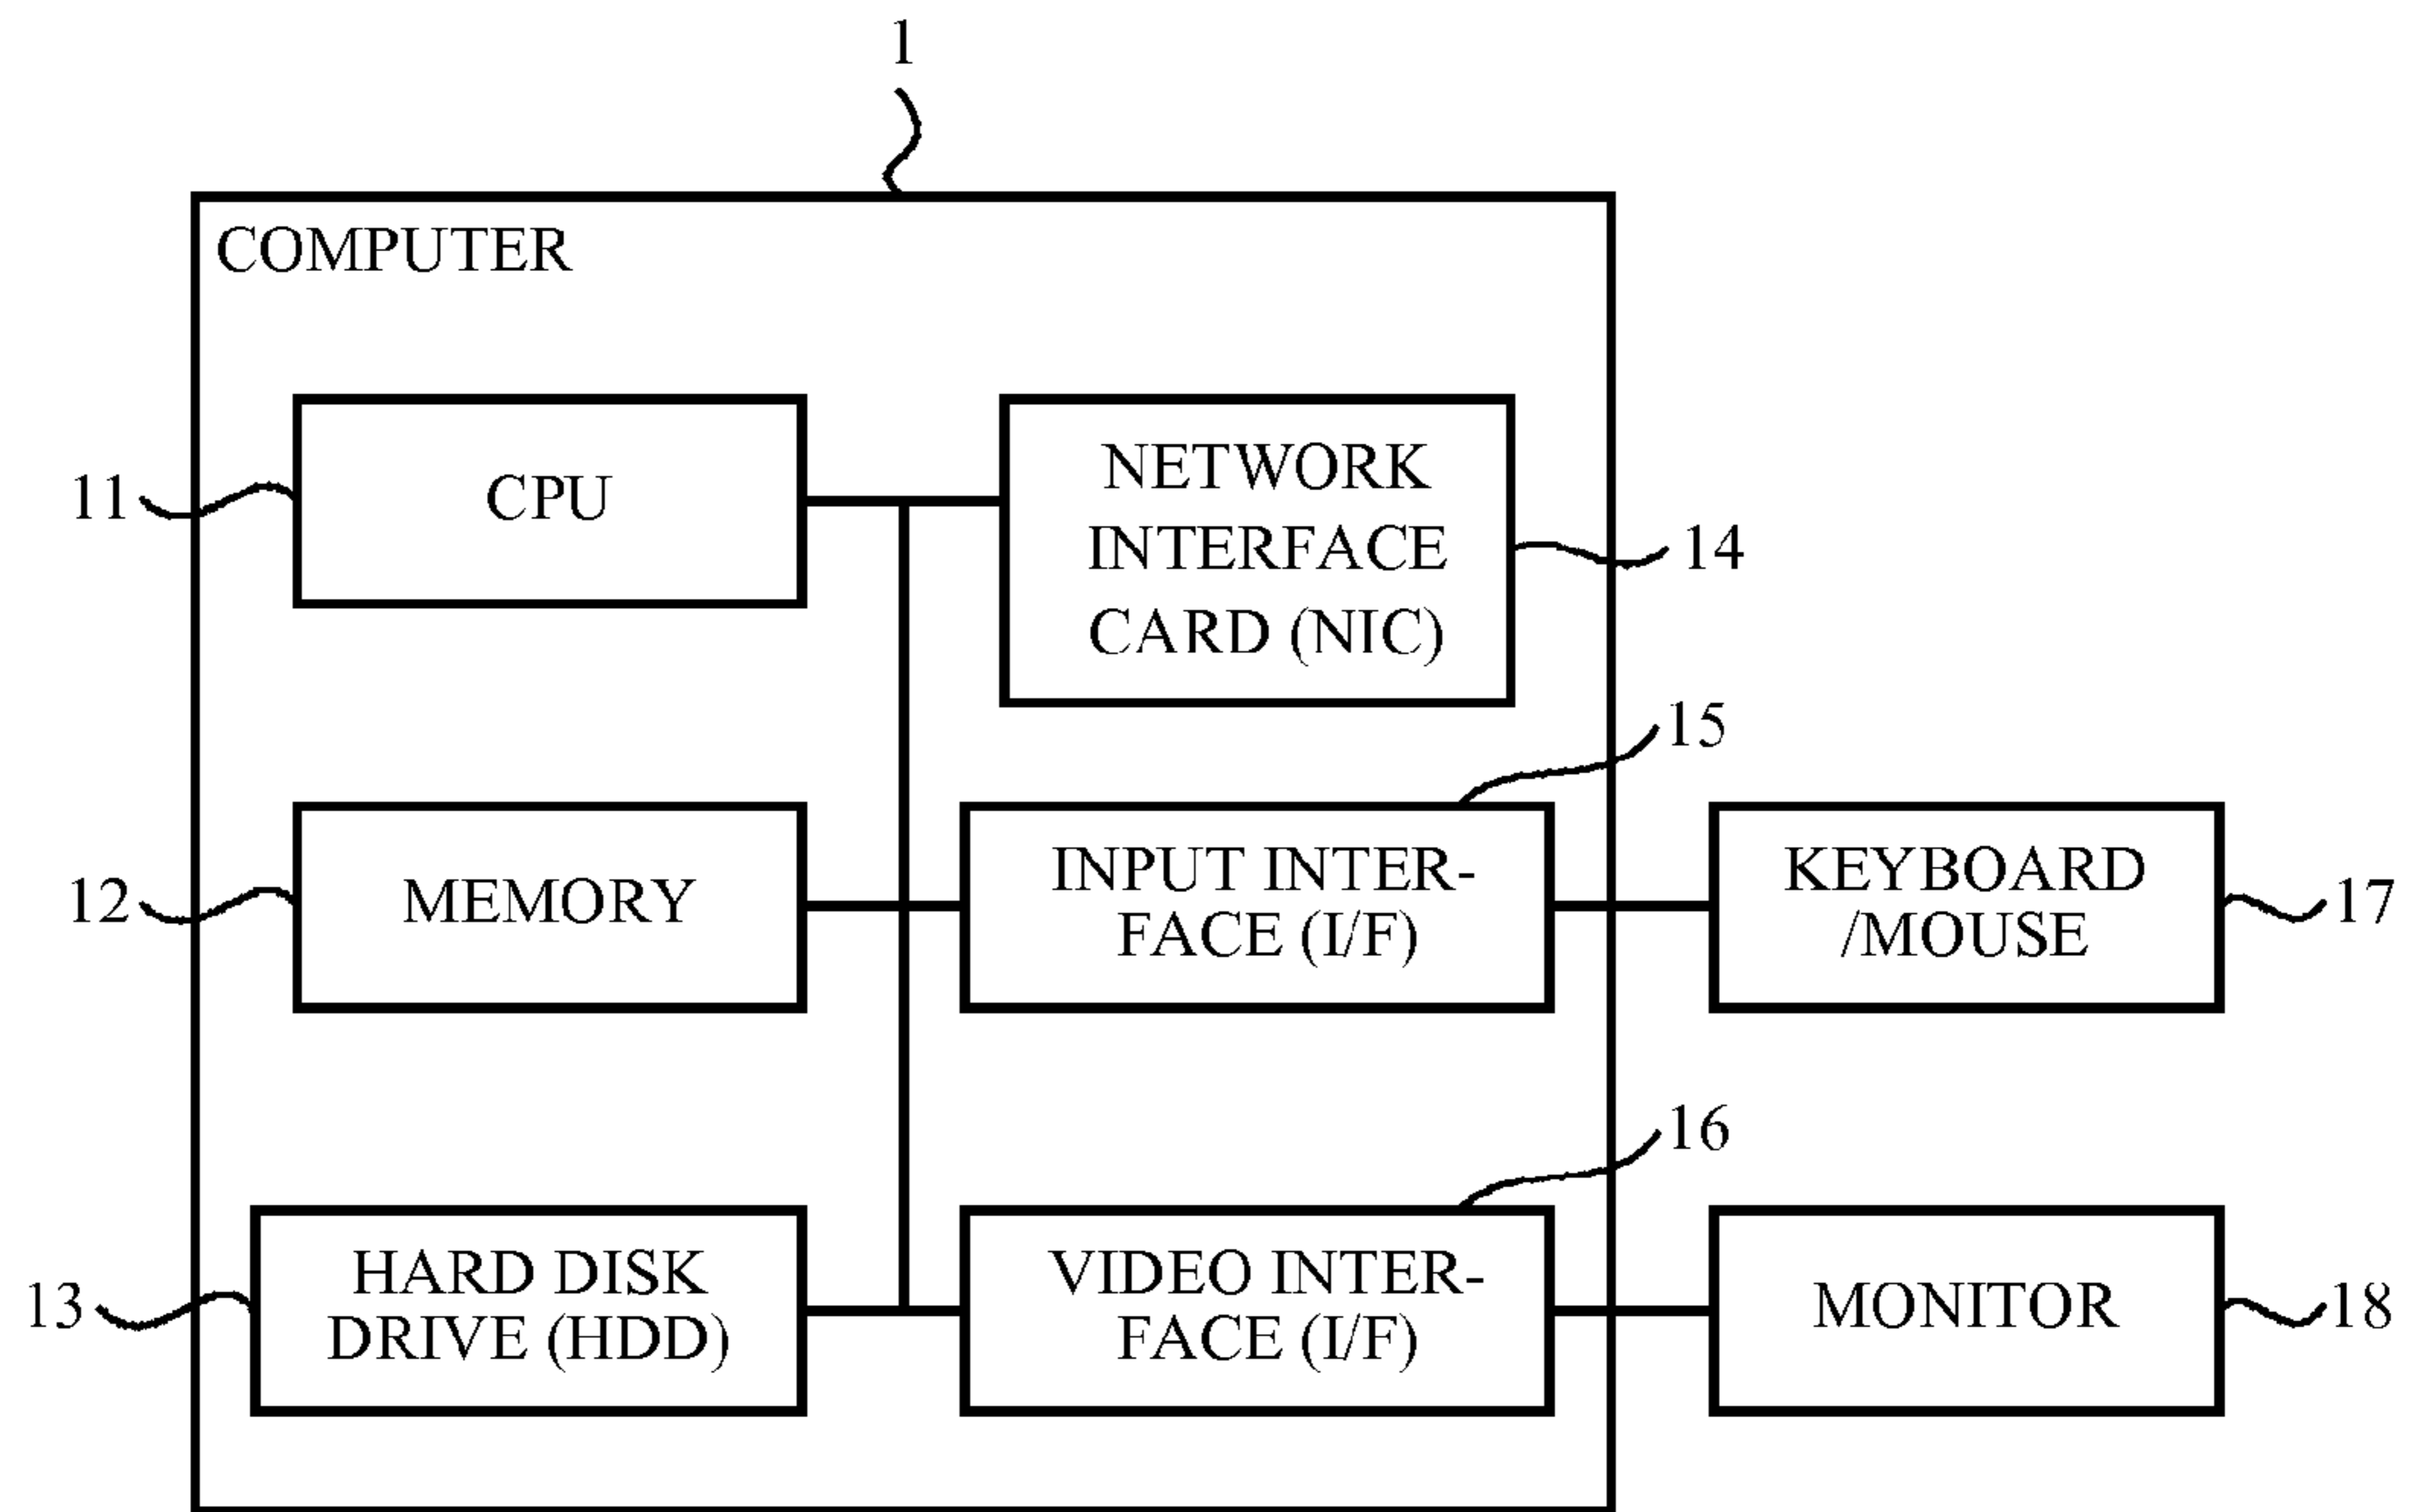 1
COMPUTER
11
CPU
NETWORK
INTERFACE
CARD (NIC)
14
15
12
MEMORY
INPUT INTER-
FACE (I/F)
KEYBOARD
/MOUSE
17
16
13
HARD DISK
DRIVE (HDD)
VIDEO INTER-
FACE (I/F)
MONITOR
18